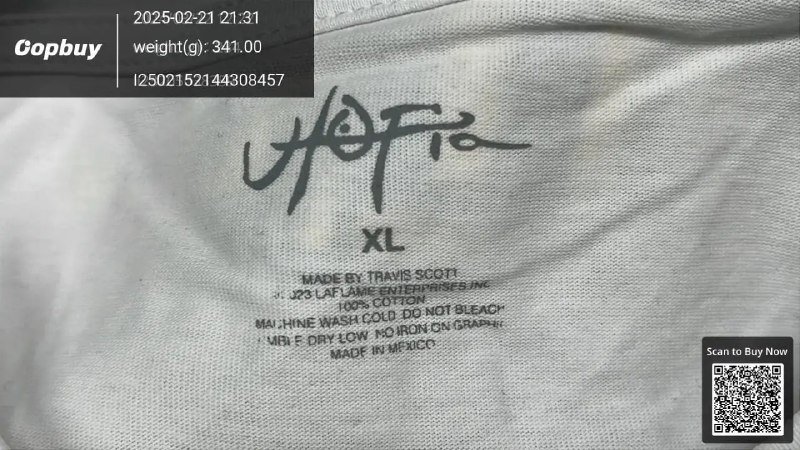 Gopbuy
2025-02-21 21:31
weight(g): 341.00
I2502152144308457
XL
MADE BY TRAVIS SCOTT
LAFLAME ENTERPRISES INC
100% COTTON
MACHINE WASH COLD DO NOT BLEACH
DRY LOW NO IRON ON GRAPHIC
MADE IN MEXICO
Scan to Buy Now